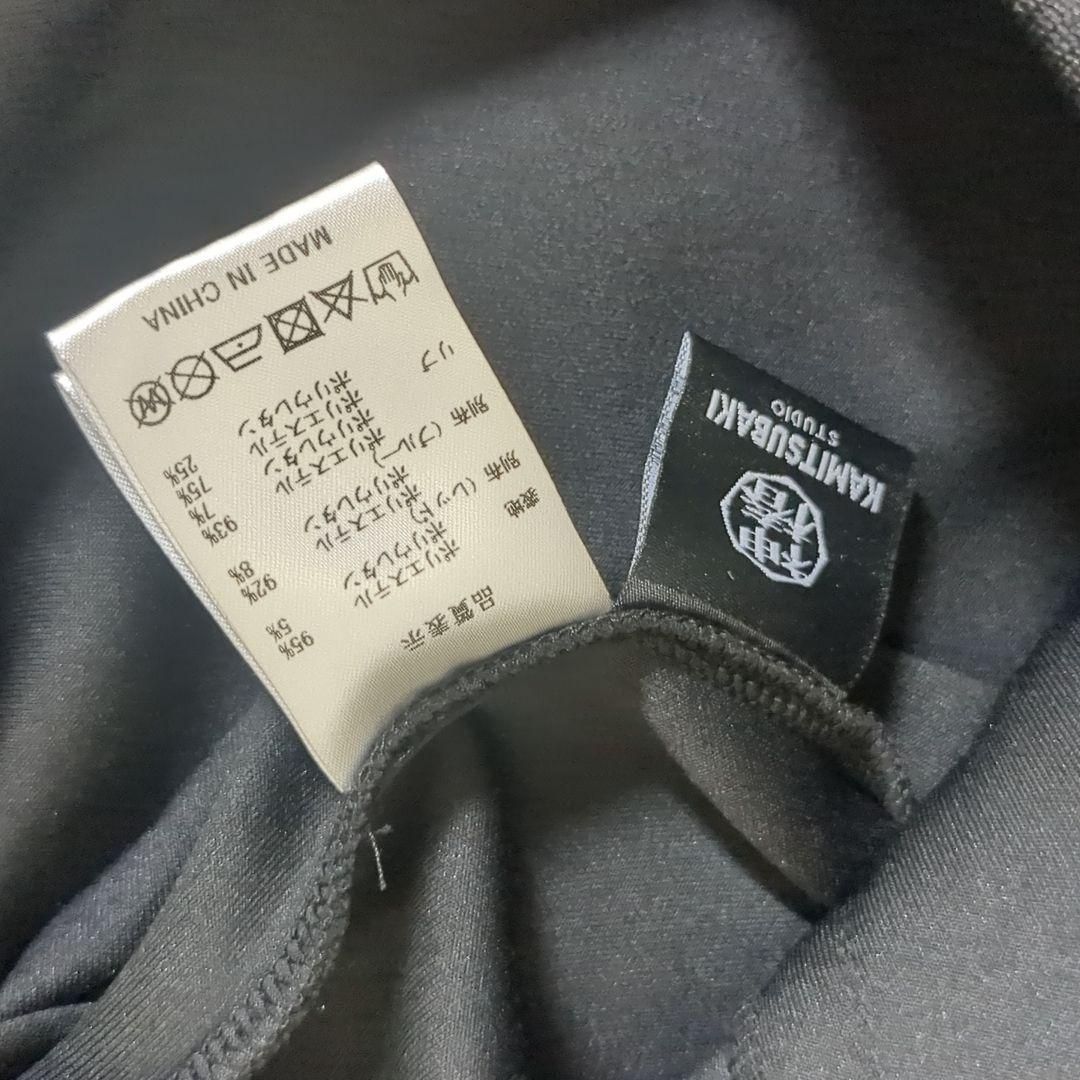 品質表示
表地 ポリエステル 95%
ポリウレタン 5%
別布(レッド)ポリエステル 92%
ポリウレタン 8%
別布(ブルー)ポリエステル 93%
ポリウレタン 7%
リブ ポリエステル 75%
ポリウレタン 25%
MADE IN CHINA
神椿
KAMITSUBAKI
STUDIO